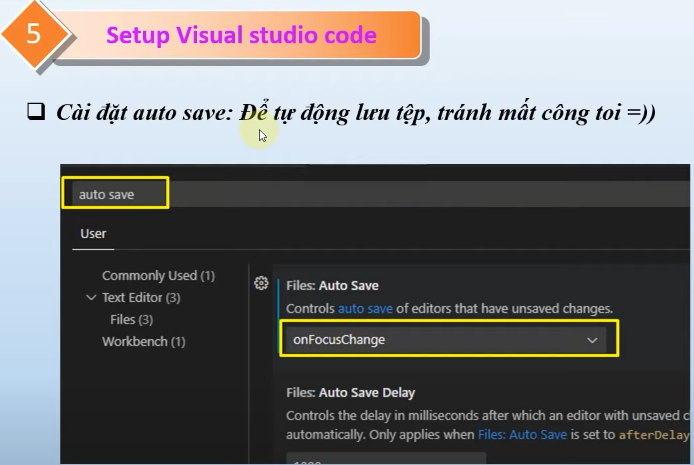 5
Setup Visual studio code
Cài đặt auto save: Để tự động lưu tệp, tránh mất công toi =))
auto save
User
Commonly Used (1)
Text Editor (3)
Files (3)
Workbench (1)
Files: Auto Save
Controls auto save of editors that have unsaved changes.
onFocusChange
Files: Auto Save Delay
Controls the delay in milliseconds after which an editor with unsaved
automatically. Only applies when Files: Auto Save is set to afterDelay